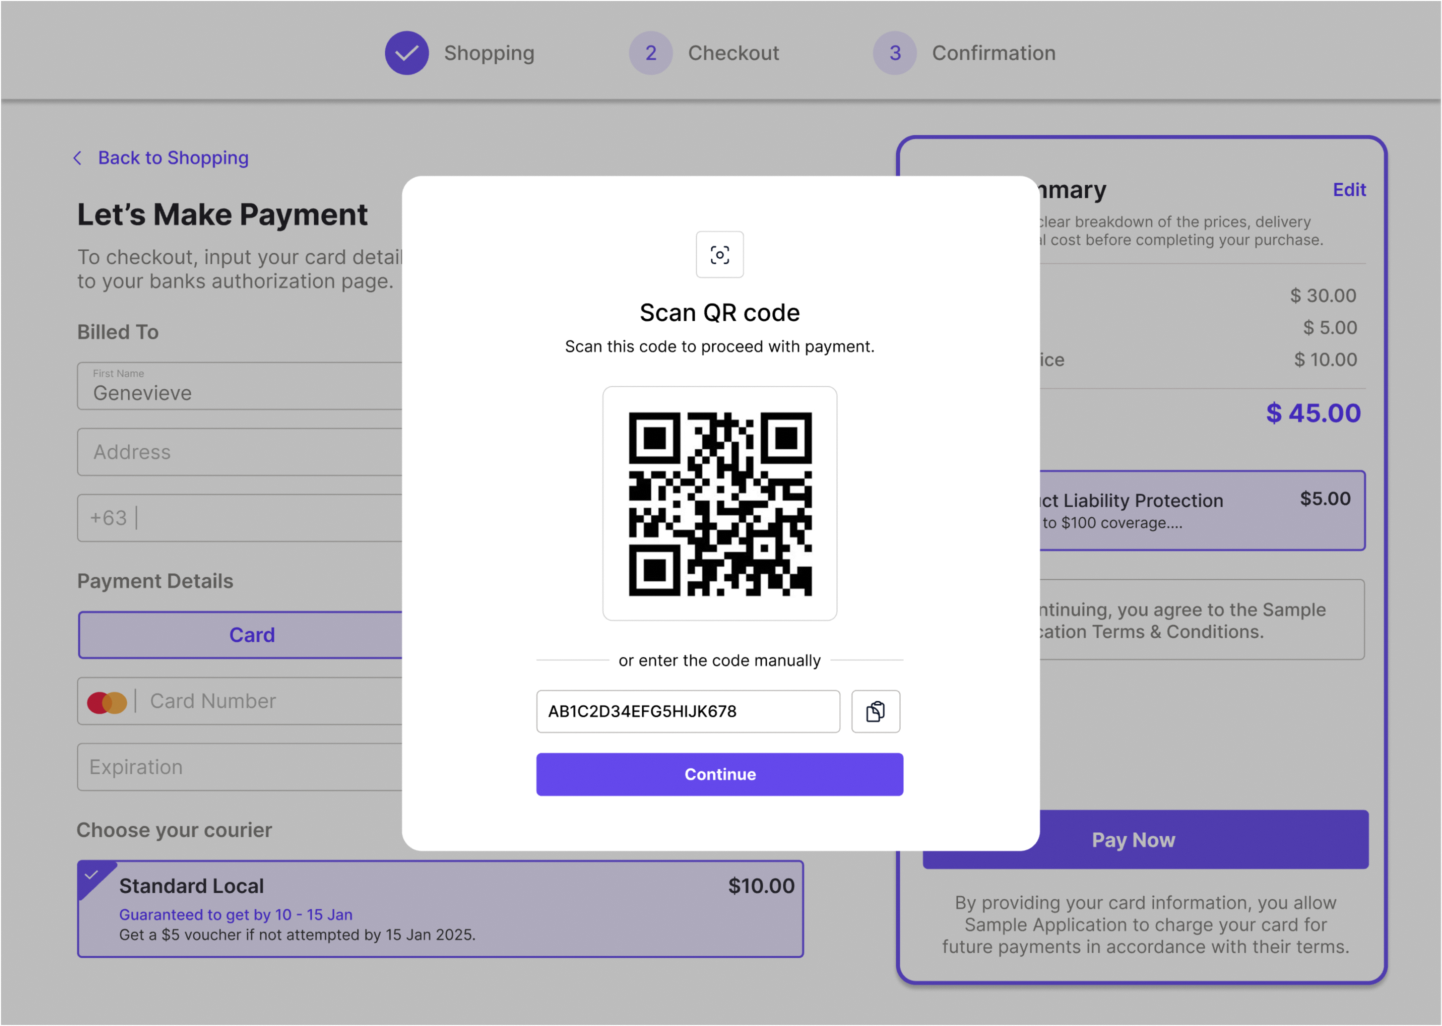 Shopping
2 Checkout
3 Confirmation
Back to Shopping
Let’s Make Payment
To checkout, input your card
to your banks authorization page.
Billed To
First Name
Genevieve
Address
+63
Payment Details
Card
Card Number
Expiration
Choose your courier
Standard Local $10.00
Guaranteed to get by 10 - 15 Jan
Get a $5 voucher if not attempted by 15 Jan 2025.
Scan QR code
Scan this code to proceed with payment.
or enter the code manually
AB1C2D34EFG5HIJK678
Continue
Edit
clear breakdown of the prices, delivery
cost before completing your purchase.
$ 30.00
$ 5.00
$ 10.00
$ 45.00
Liability Protection $5.00
to $100 coverage....
you agree to the Sample
Terms & Conditions.
Pay Now
By providing your card information, you allow
Sample Application to charge your card for
future payments in accordance with their terms.